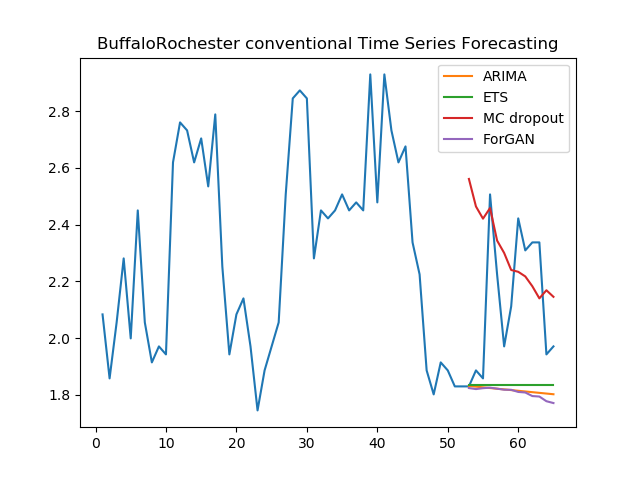 BuffaloRochester conventional Time Series Forecasting
ARIMA
ETS
MC dropout
ForGAN
2.8
2.6
2.4
2.2
2.0
1.8
0 10 20 30 40 50 60